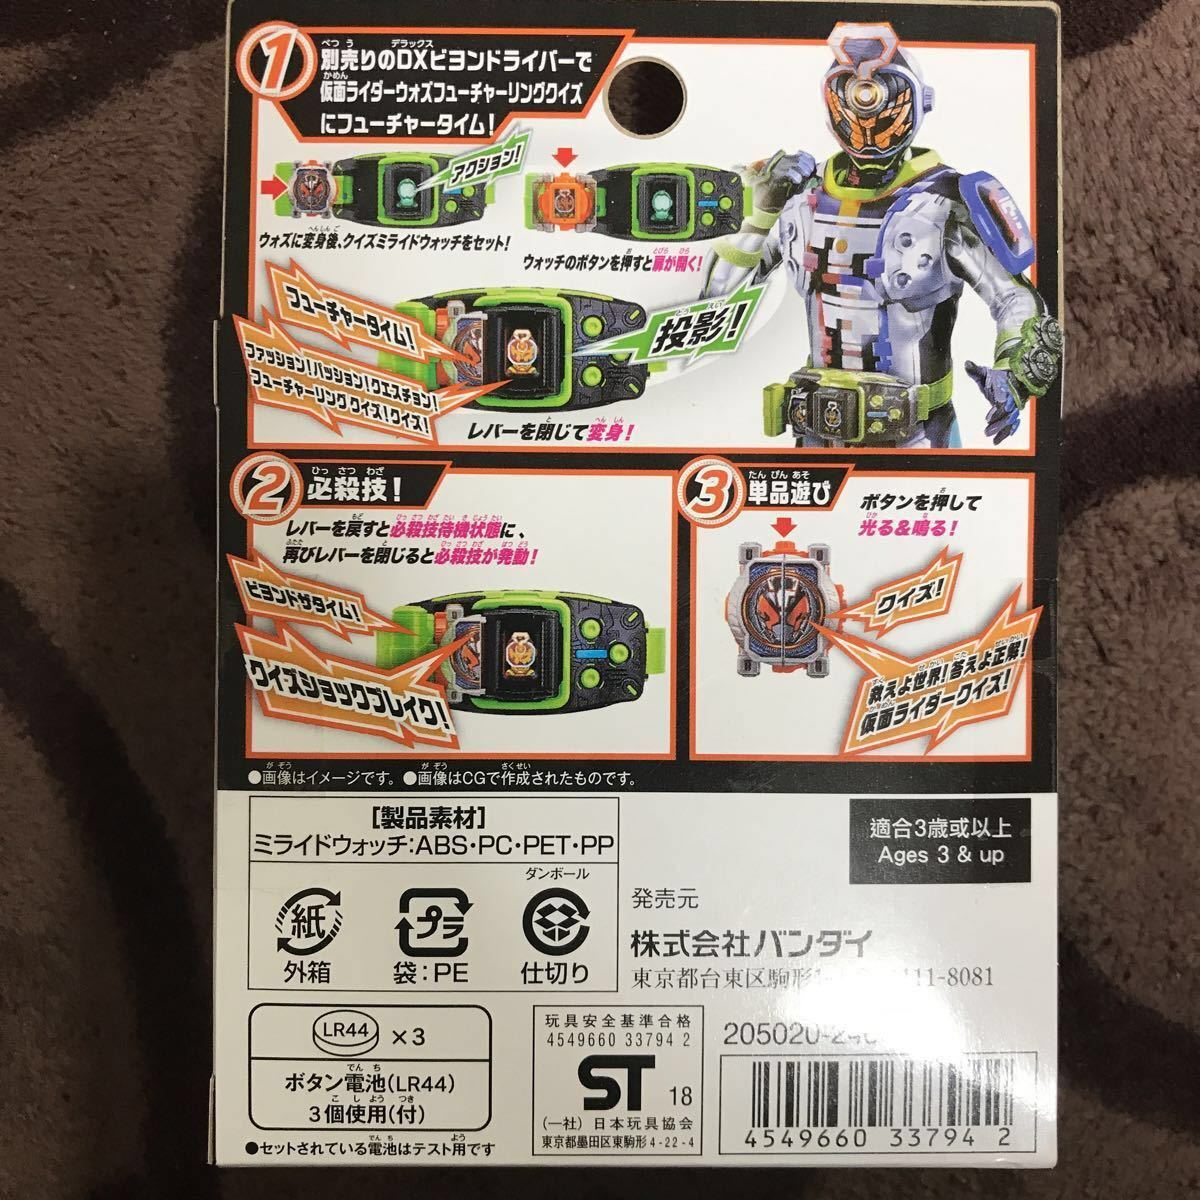 1
別売りのDXビヨンドライバーで
仮面ライダーウォズフューチャーリングクイズ
にフューチャータイム!
アクション!
ウォズに変身後、クイズミライドウォッチをセット!
ウォッチのボタンを押すと扉が開く!
フューチャータイム!
投影!
ファッション!パッション!クエスチョン!
フューチャーリング クイズ!クイズ!
レバーを閉じて変身!
2
必殺技!
レバーを戻すと必殺技待機状態に、
再びレバーを閉じると必殺技が発動!
ビヨンドザタイム!
クイズショックブレイク!
3
単品遊び
ボタンを押して
光る&鳴る!
クイズ!
救えよ世界!答えよ正解!
仮面ライダークイズ!
●画像はイメージです。 ●画像はCGで作成されたものです。
[製品素材]
ミライドウォッチ:ABS・PC・PET・PP
紙
外箱
プラ
袋:PE
ダンボール
仕切り
適合3歳或以上
Ages 3 & up
発売元
株式会社バンダイ
東京都台東区駒形 111-8081
LR44 ×3
ボタン電池(LR44)
3個使用(付)
●セットされている電池はテスト用です
玩具安全基準合格
4549660 33794 2
ST 18
(一社)日本玩具協会
東京都墨田区東駒形4-22-4
205020
4549660 337942